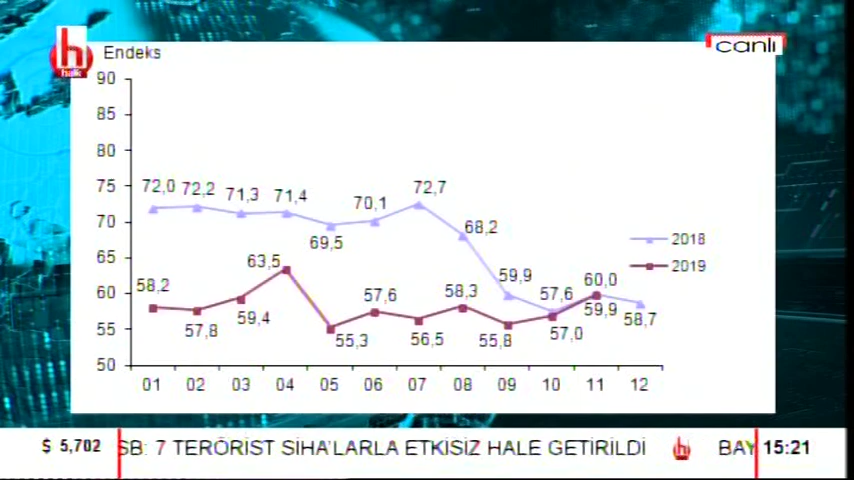 halk
canlı
Endeks
90
85
80
75
70
65
60
55
50
72,0 72,2 71,3 71,4 69,5 70,1 72,7 68,2 59,9 57,6 60,0 58,7
58,2 57,8 59,4 63,5 55,3 57,6 56,5 58,3 55,8 57,0 59,9
2018
2019
01 02 03 04 05 06 07 08 09 10 11 12
$ 5,702 SB: 7 TERÖRİST SİHA'LARLA ETKİSİZ HALE GETİRİLDİ BAY 15:21